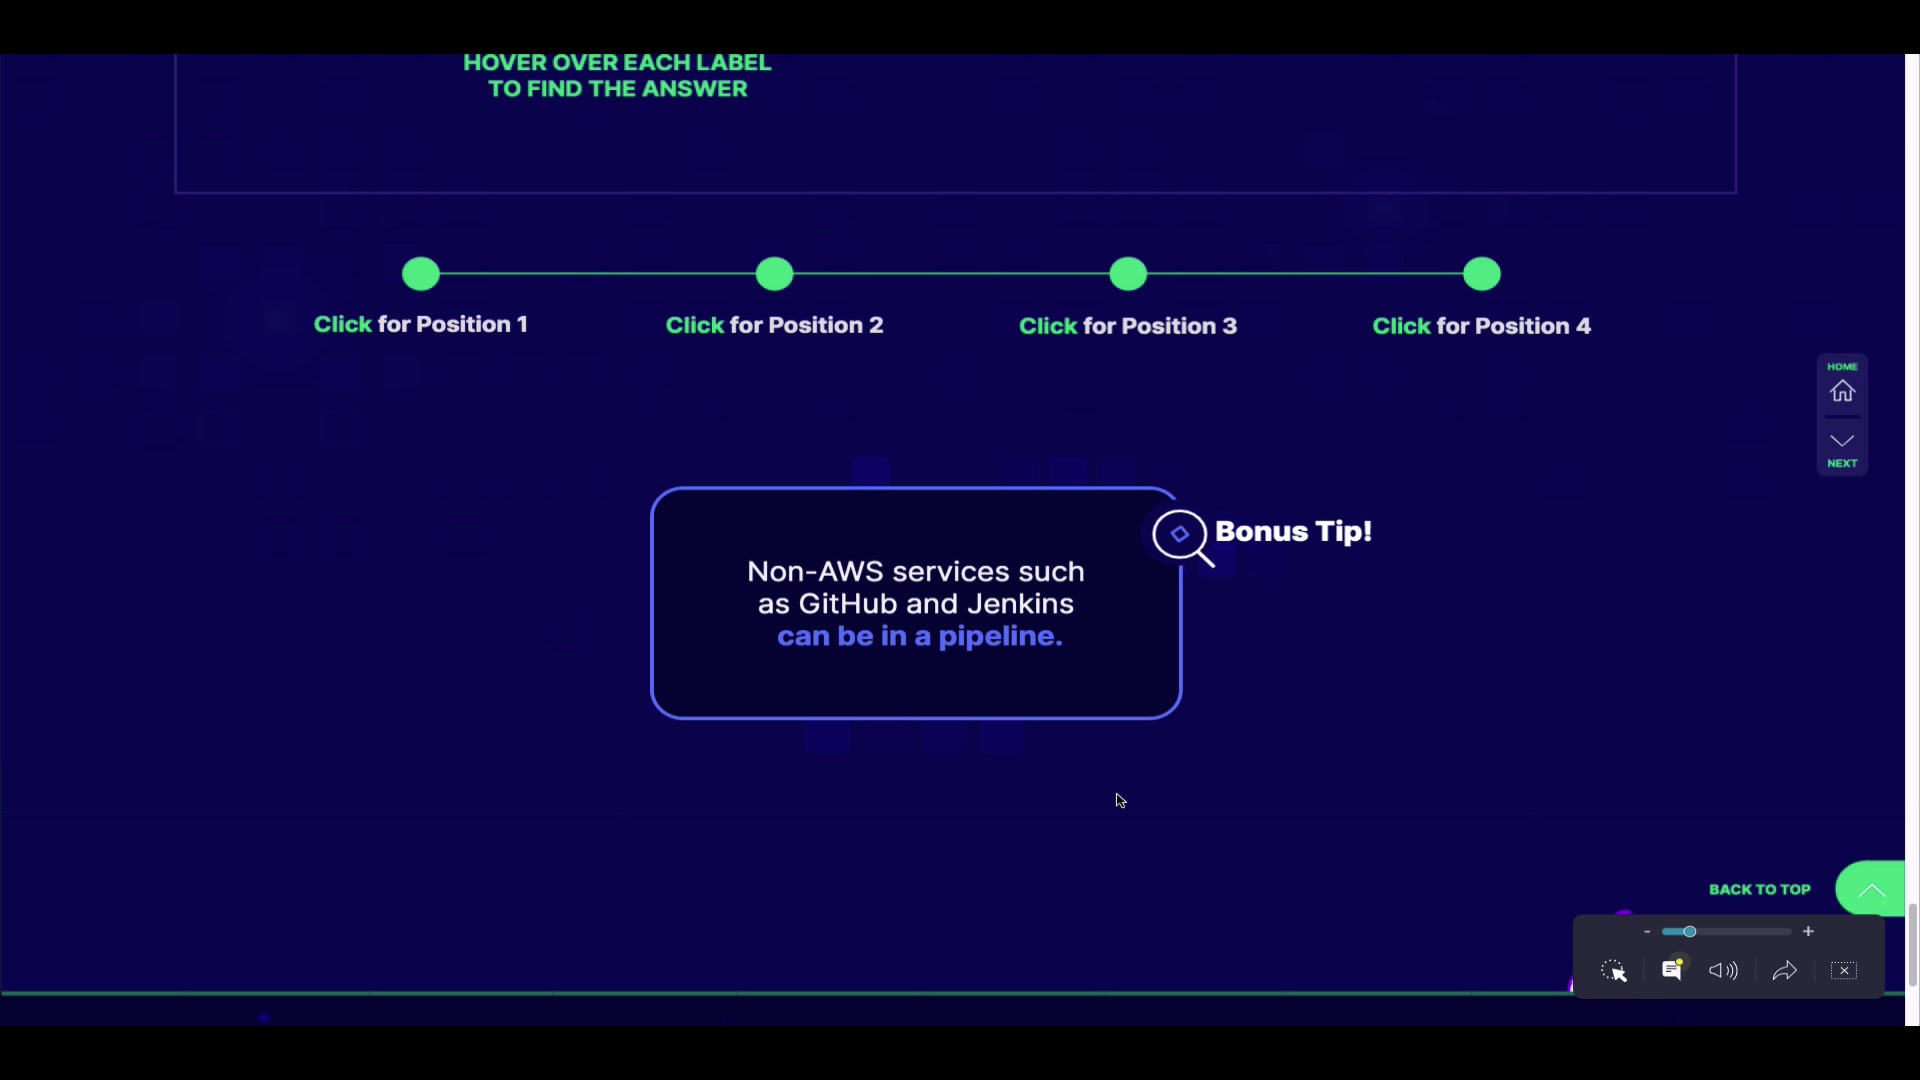 HOVER OVER EACH LABEL
TO FIND THE ANSWER
Click for Position 1
Click for Position 2
Click for Position 3
Click for Position 4
HOME
NEXT
Bonus Tip!
Non-AWS services such
as GitHub and Jenkins
can be in a pipeline.
BACK TO TOP
- +